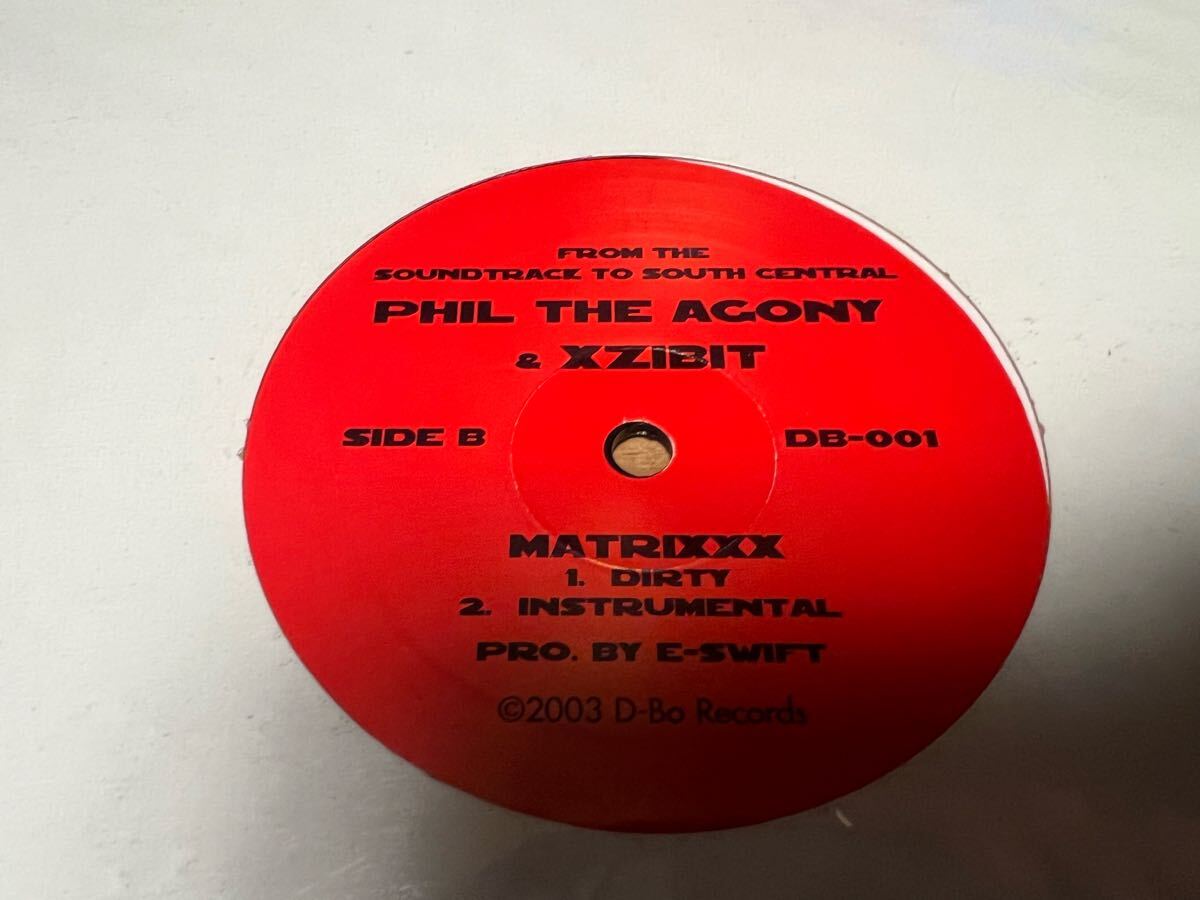 FROM THE
SOUNDTRACK TO SOUTH CENTRAL
PHIL THE AGONY
& XZIBIT
SIDE B
DB-001
MATRIXXX
1. DIRTY
2. INSTRUMENTAL
PRO. BY E-SWIFT
©2003 D-Bo Records